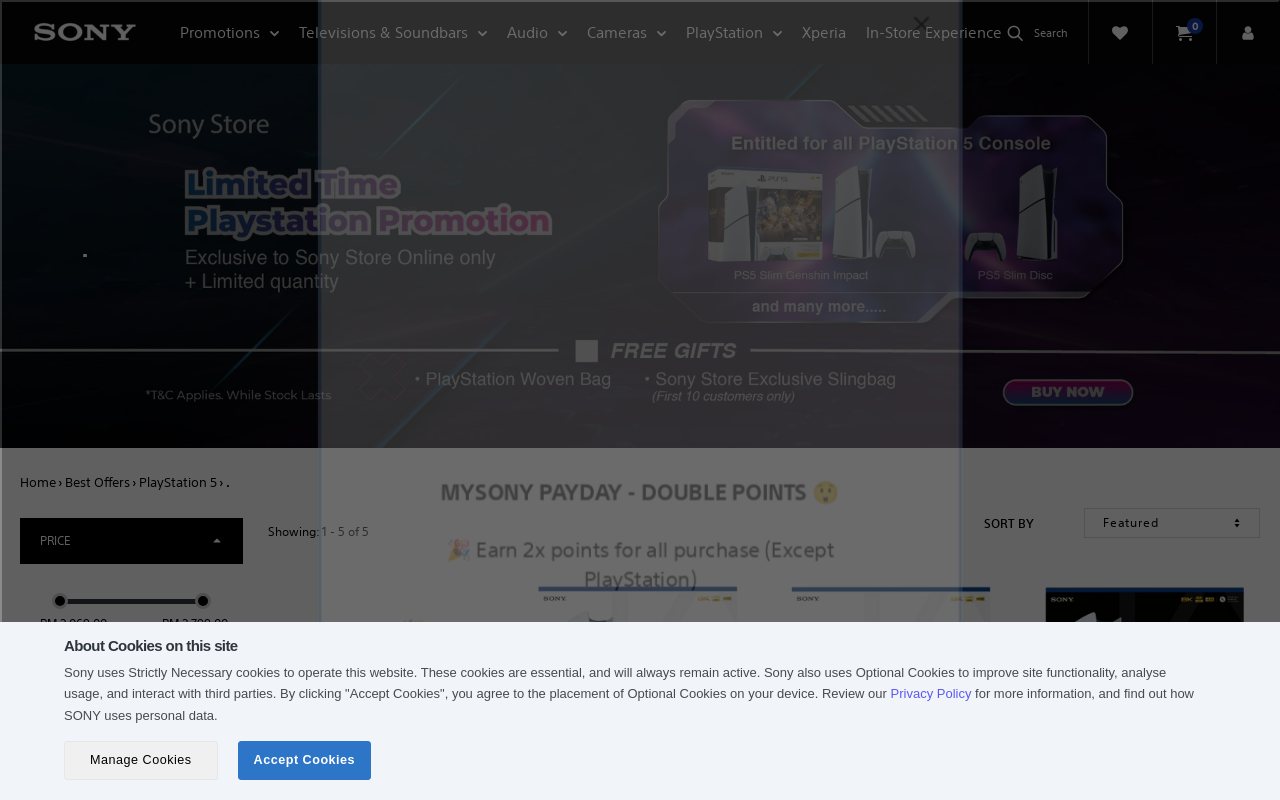 SONY
Promotions
Televisions & Soundbars
Audio
Cameras
PlayStation
Xperia
In-Store Experience
Search
0
Sony Store
Limited Time
Playstation Promotion
Exclusive to Sony Store Online only
+ Limited quantity
Entitled for all PlayStation 5 Console
PS5 Slim Genshin Impact
PS5 Slim Disc
and many more.....
FREE GIFTS
• PlayStation Woven Bag
• Sony Store Exclusive Slingbag
(First 10 customers only)
*T&C Applies. While Stock Lasts
BUY NOW
Home › Best Offers › PlayStation 5 › .
PRICE
Showing: 1 - 5 of 5
SORT BY
Featured
MYSONY PAYDAY - DOUBLE POINTS 😲
🎉 Earn 2x points for all purchase (Except
PlayStation)
SONY
SONY
SONY
About Cookies on this site
Sony uses Strictly Necessary cookies to operate this website. These cookies are essential, and will always remain active. Sony also uses Optional Cookies to improve site functionality, analyse
usage, and interact with third parties. By clicking "Accept Cookies", you agree to the placement of Optional Cookies on your device. Review our Privacy Policy for more information, and find out how
SONY uses personal data.
Manage Cookies
Accept Cookies